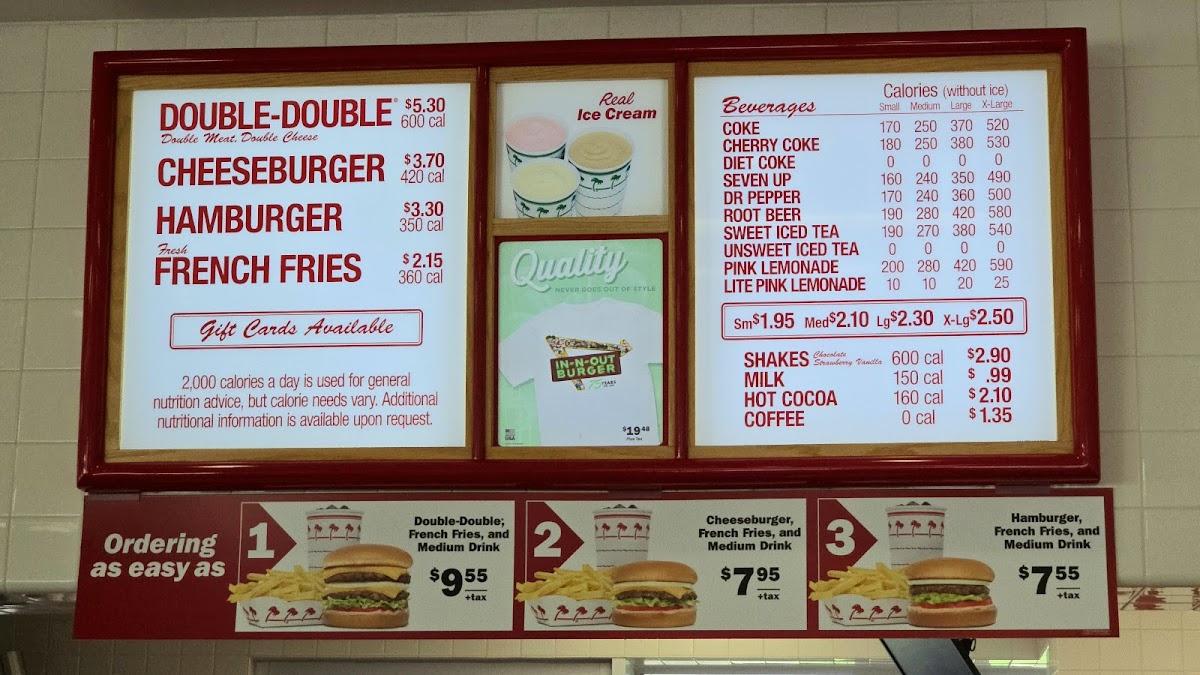 DOUBLE-DOUBLE® $5.30
Double Meat, Double Cheese 600 cal
CHEESEBURGER $3.70
420 cal
HAMBURGER $3.30
350 cal
Fresh
FRENCH FRIES $2.15
360 cal
Gift Cards Available
2,000 calories a day is used for general
nutrition advice, but calorie needs vary. Additional
nutritional information is available upon request.
Real
Ice Cream
Quality
NEVER GOES OUT OF STYLE
IN-N-OUT
BURGER
75 YEARS
$19.48
Plus Tax
USA
Calories (without ice)
Beverages Small Medium Large X-Large
COKE 170 250 370 520
CHERRY COKE 180 250 380 530
DIET COKE 0 0 0 0
SEVEN UP 160 240 350 490
DR PEPPER 170 240 360 500
ROOT BEER 190 280 420 580
SWEET ICED TEA 190 270 380 540
UNSWEET ICED TEA 0 0 0 0
PINK LEMONADE 200 280 420 590
LITE PINK LEMONADE 10 10 20 25
Sm$1.95 Med$2.10 Lg$2.30 X-Lg$2.50
SHAKES Chocolate Strawberry Vanilla 600 cal $2.90
MILK 150 cal $ .99
HOT COCOA 160 cal $2.10
COFFEE 0 cal $1.35
Ordering
as easy as
1
Double-Double;
French Fries, and
Medium Drink
$9.55
+tax
2
Cheeseburger,
French Fries, and
Medium Drink
$7.95
+tax
3
Hamburger,
French Fries, and
Medium Drink
$7.55
+tax